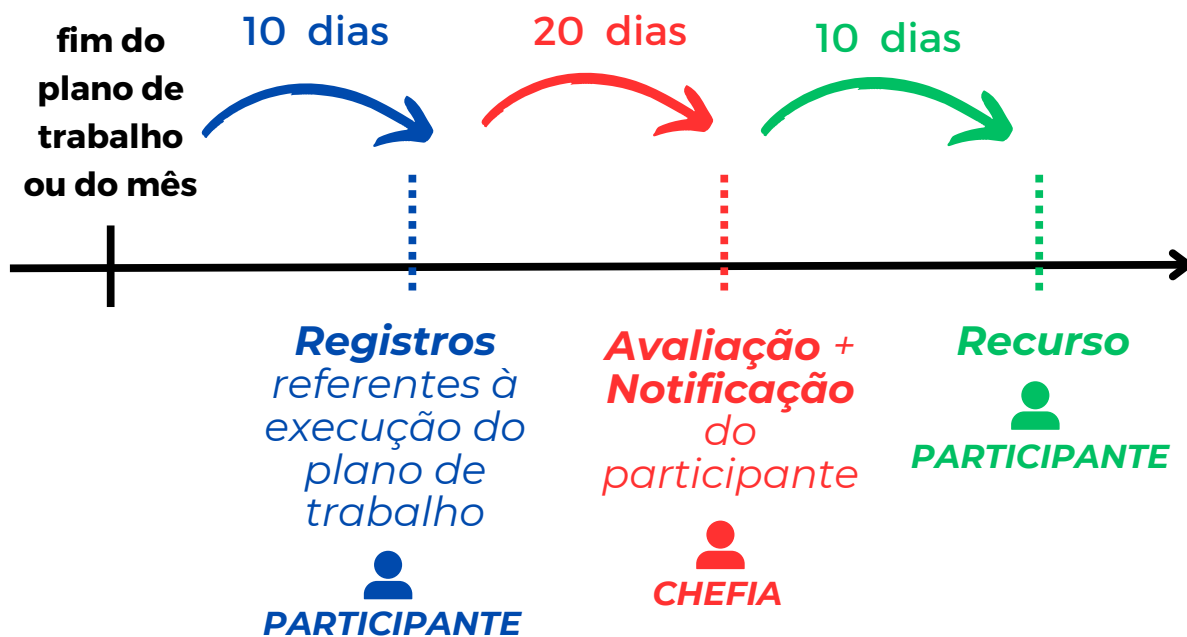 fim do
plano de
trabalho
ou do mês
10 dias
20 dias
10 dias
Registros
referentes à
execução do
plano de
trabalho
PARTICIPANTE
Avaliação +
Notificação
do
participante
CHEFIA
Recurso
PARTICIPANTE